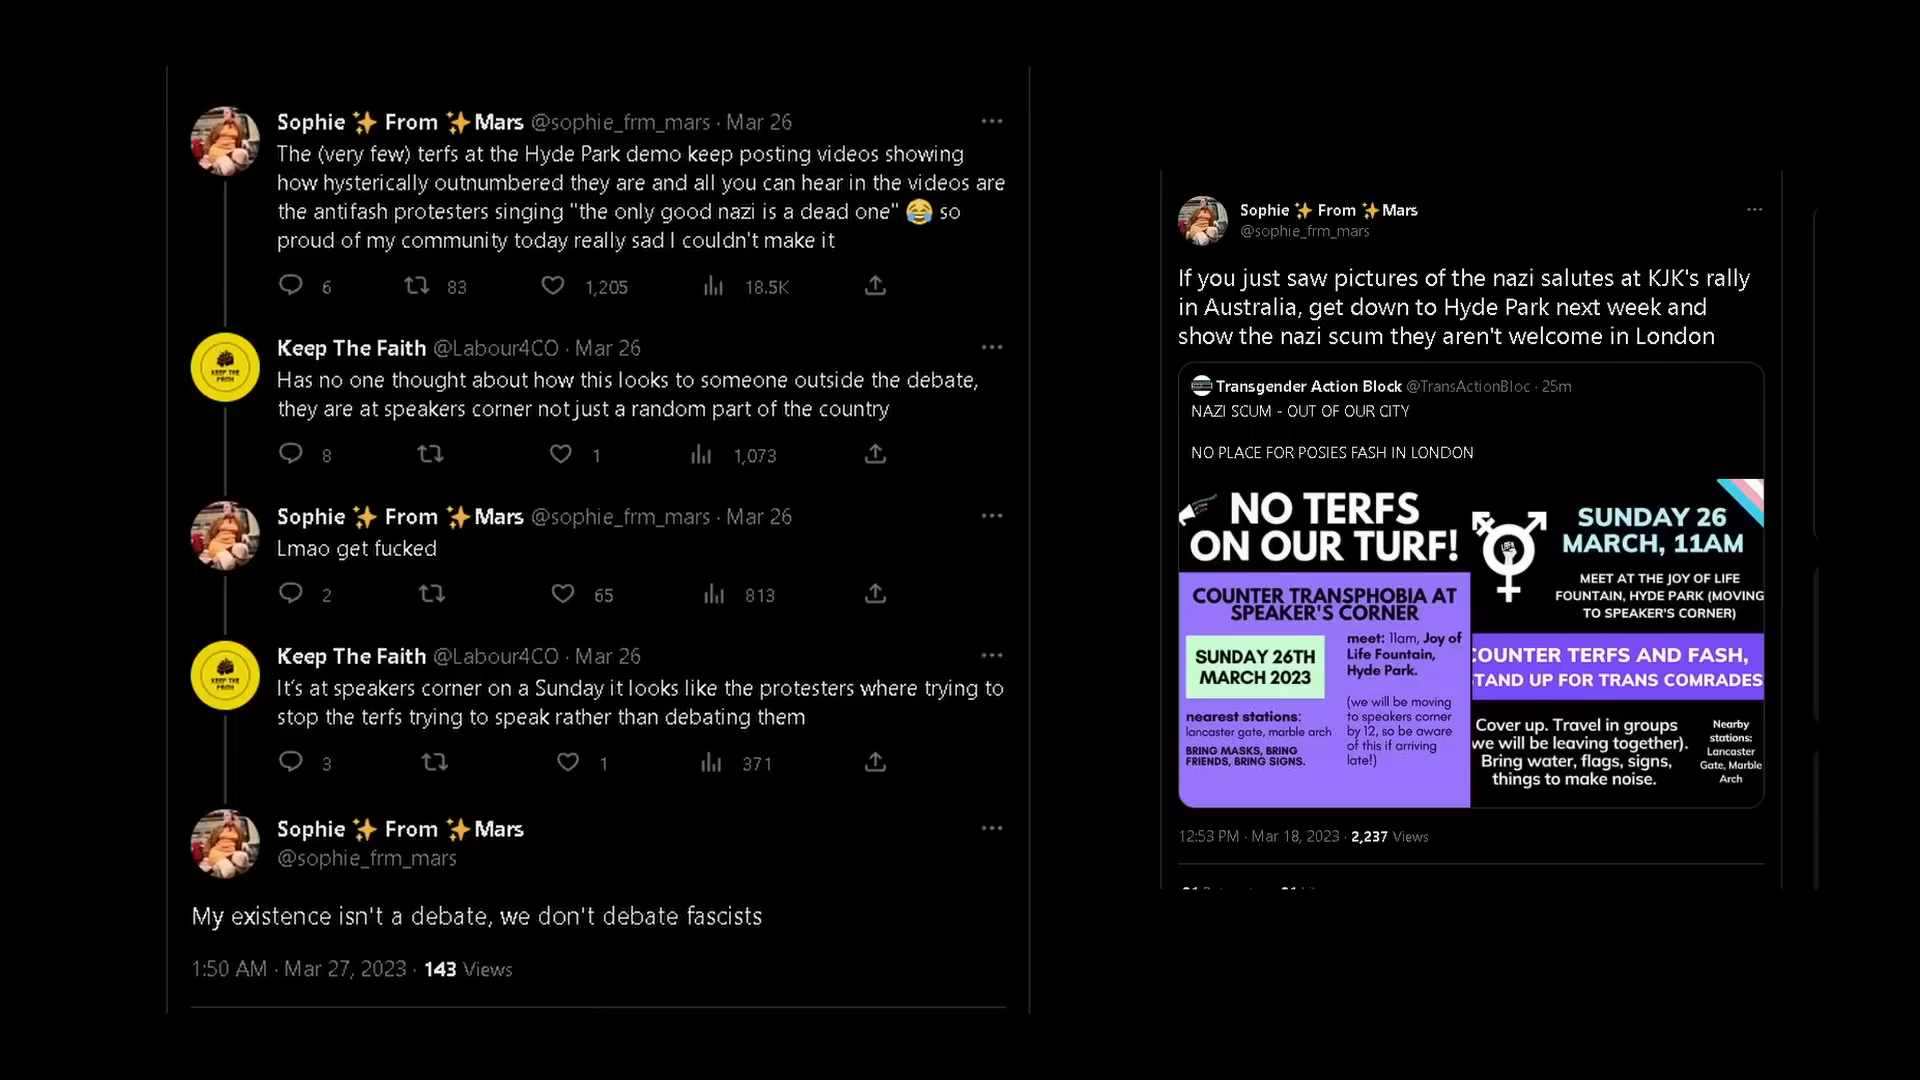 Sophie ✨ From ✨ Mars @sophie_frm_mars · Mar 26
The (very few) terfs at the Hyde Park demo keep posting videos showing
how hysterically outnumbered they are and all you can hear in the videos are
the antifash protesters singing "the only good nazi is a dead one" 😂 so
proud of my community today really sad I couldn't make it
6 83 1,205 18.5K
Keep The Faith @Labour4CO · Mar 26
Has no one thought about how this looks to someone outside the debate,
they are at speakers corner not just a random part of the country
8 1 1,073
Sophie ✨ From ✨ Mars @sophie_frm_mars · Mar 26
Lmao get fucked
2 65 813
Keep The Faith @Labour4CO · Mar 26
It's at speakers corner on a Sunday it looks like the protesters where trying to
stop the terfs trying to speak rather than debating them
3 1 371
Sophie ✨ From ✨ Mars
@sophie_frm_mars
My existence isn't a debate, we don't debate fascists
1:50 AM · Mar 27, 2023 · 143 Views
Sophie ✨ From ✨ Mars
@sophie_frm_mars
If you just saw pictures of the nazi salutes at KJK's rally
in Australia, get down to Hyde Park next week and
show the nazi scum they aren't welcome in London
Transgender Action Block @TransActionBloc · 25m
NAZI SCUM - OUT OF OUR CITY
NO PLACE FOR POSIES FASH IN LONDON
NO TERFS
ON OUR TURF!
COUNTER TRANSPHOBIA AT
SPEAKER'S CORNER
SUNDAY 26TH
MARCH 2023
nearest stations:
lancaster gate, marble arch
BRING MASKS, BRING
FRIENDS, BRING SIGNS.
meet: 11am, Joy of
Life Fountain,
Hyde Park.
(we will be moving
to speakers corner
by 12, so be aware
of this if arriving
late!)
SUNDAY 26
MARCH, 11AM
MEET AT THE JOY OF LIFE
FOUNTAIN, HYDE PARK (MOVING
TO SPEAKER'S CORNER)
COUNTER TERFS AND FASH,
TAND UP FOR TRANS COMRADES
Cover up. Travel in groups
we will be leaving together).
Bring water, flags, signs,
things to make noise.
Nearby
stations:
Lancaster
Gate, Marble
Arch
12:53 PM · Mar 18, 2023 · 2,237 Views